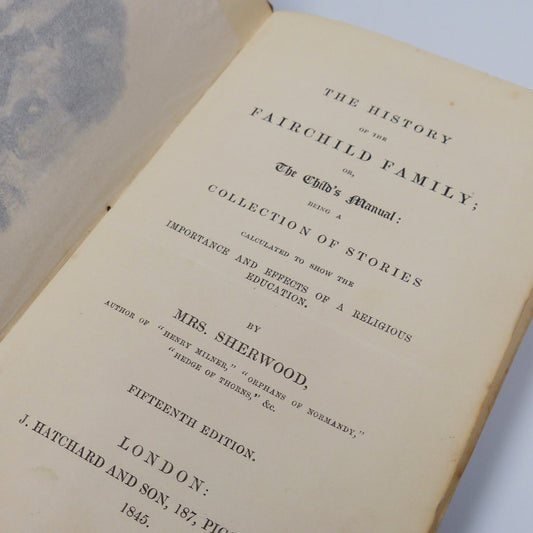 THE HISTORY
OF THE
FAIRCHILD FAMILY;
OR,
The Child's Manual:
BEING A
COLLECTION OF STORIES
CALCULATED TO SHOW THE
IMPORTANCE AND EFFECTS OF A RELIGIOUS
EDUCATION.
BY
MRS. SHERWOOD,
AUTHOR OF "HENRY MILNER," "ORPHANS OF NORMANDY,"
"HEDGE OF THORNS," &c.
FIFTEENTH EDITION.
LONDON:
J. HATCHARD AND SON, 187, PIC
1845.